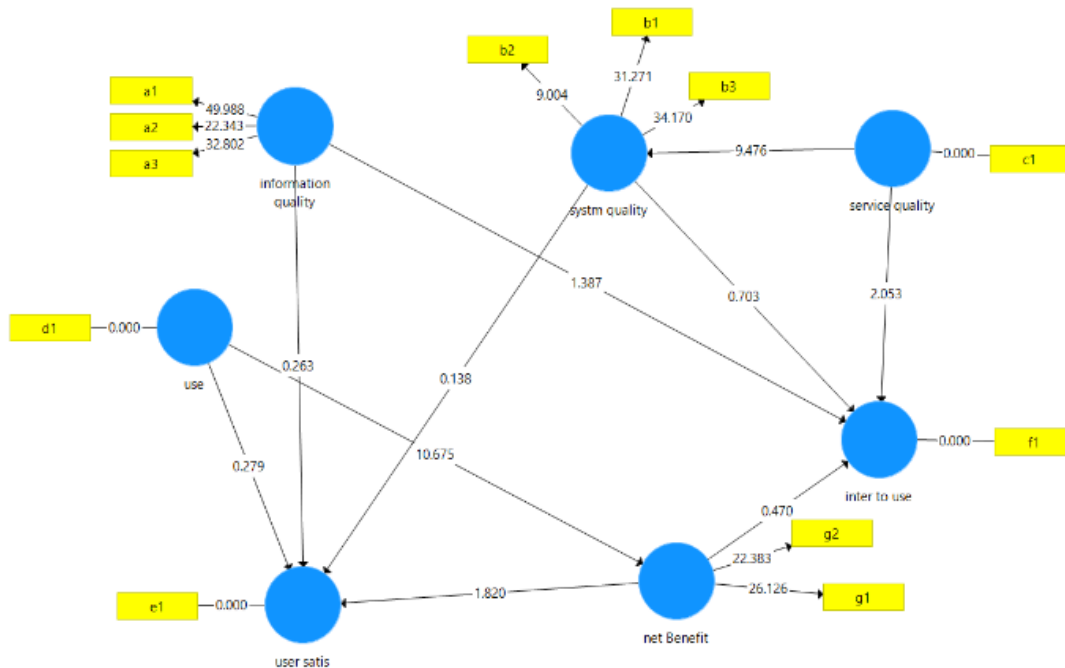 b1
b2
31.271
b3
a1
9.004
49.988
34.170
a2
22.343
a3
32.802
9.476
0.000
c1
information
quality
systm quality
service quality
1.387
0.703
2.053
d1
0.000
0.263
0.138
use
10.675
0.279
0.000
f1
inter to use
0.470
g2
22.383
26.126
g1
e1
0.000
1.820
net Benefit
user satis